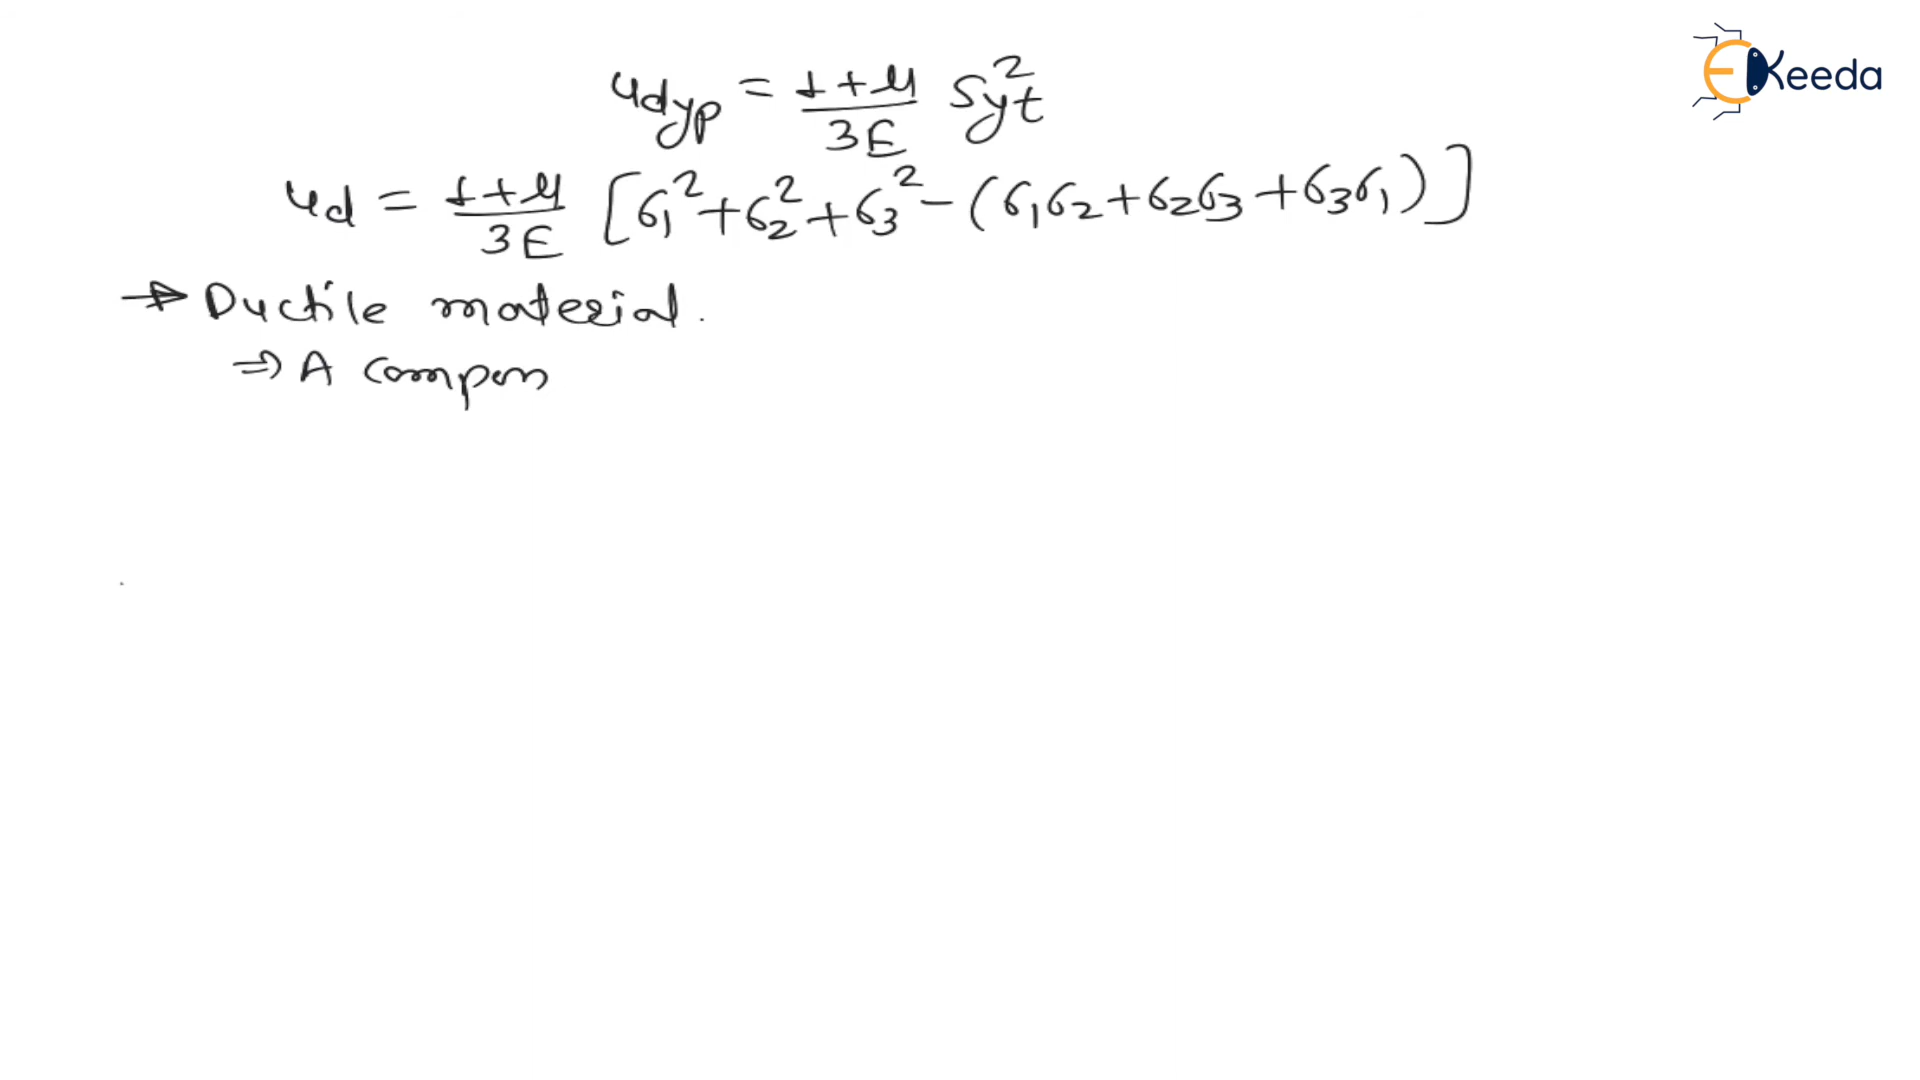 EKeeda
udyp = 1+μ/3E Syt²
ud = 1+μ/3E [σ1²+σ2²+σ3²-(σ1σ2+σ2σ3+σ3σ1)]
→ Ductile material.
⇒ A compon